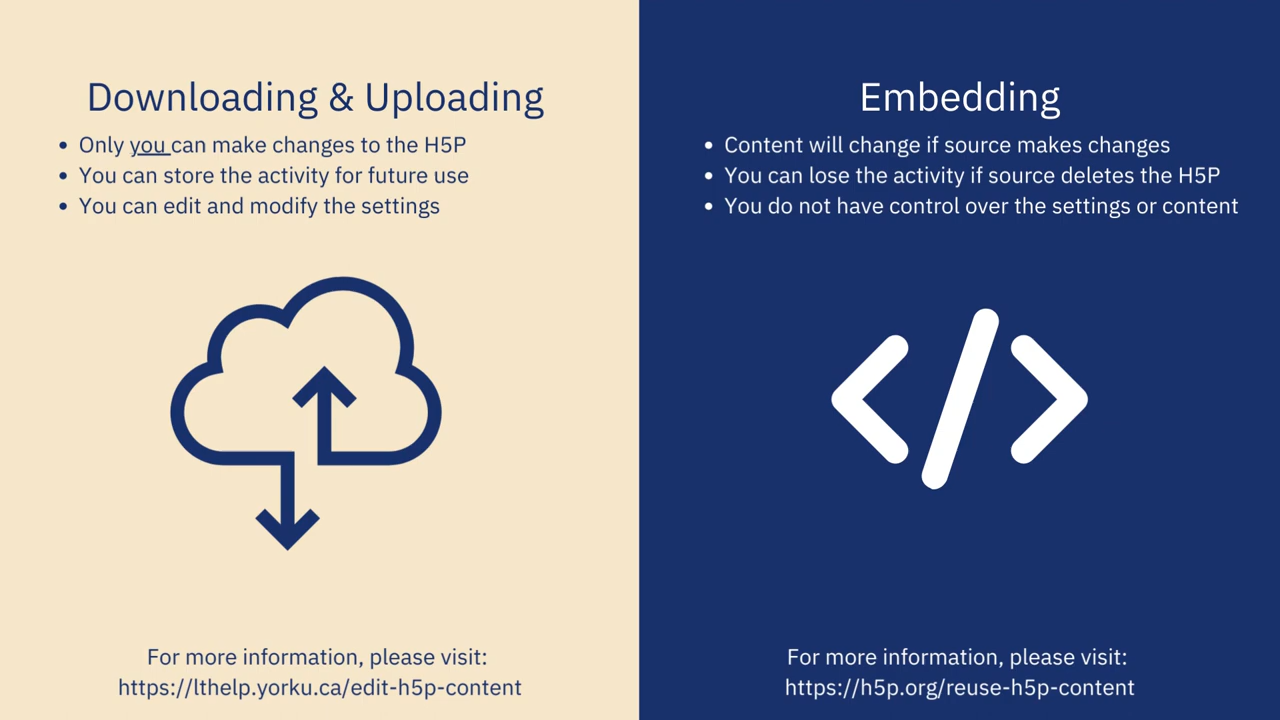 Downloading & Uploading
• Only you can make changes to the H5P
• You can store the activity for future use
• You can edit and modify the settings
For more information, please visit:
https://lthelp.yorku.ca/edit-h5p-content
Embedding
• Content will change if source makes changes
• You can lose the activity if source deletes the H5P
• You do not have control over the settings or content
For more information, please visit:
https://h5p.org/reuse-h5p-content